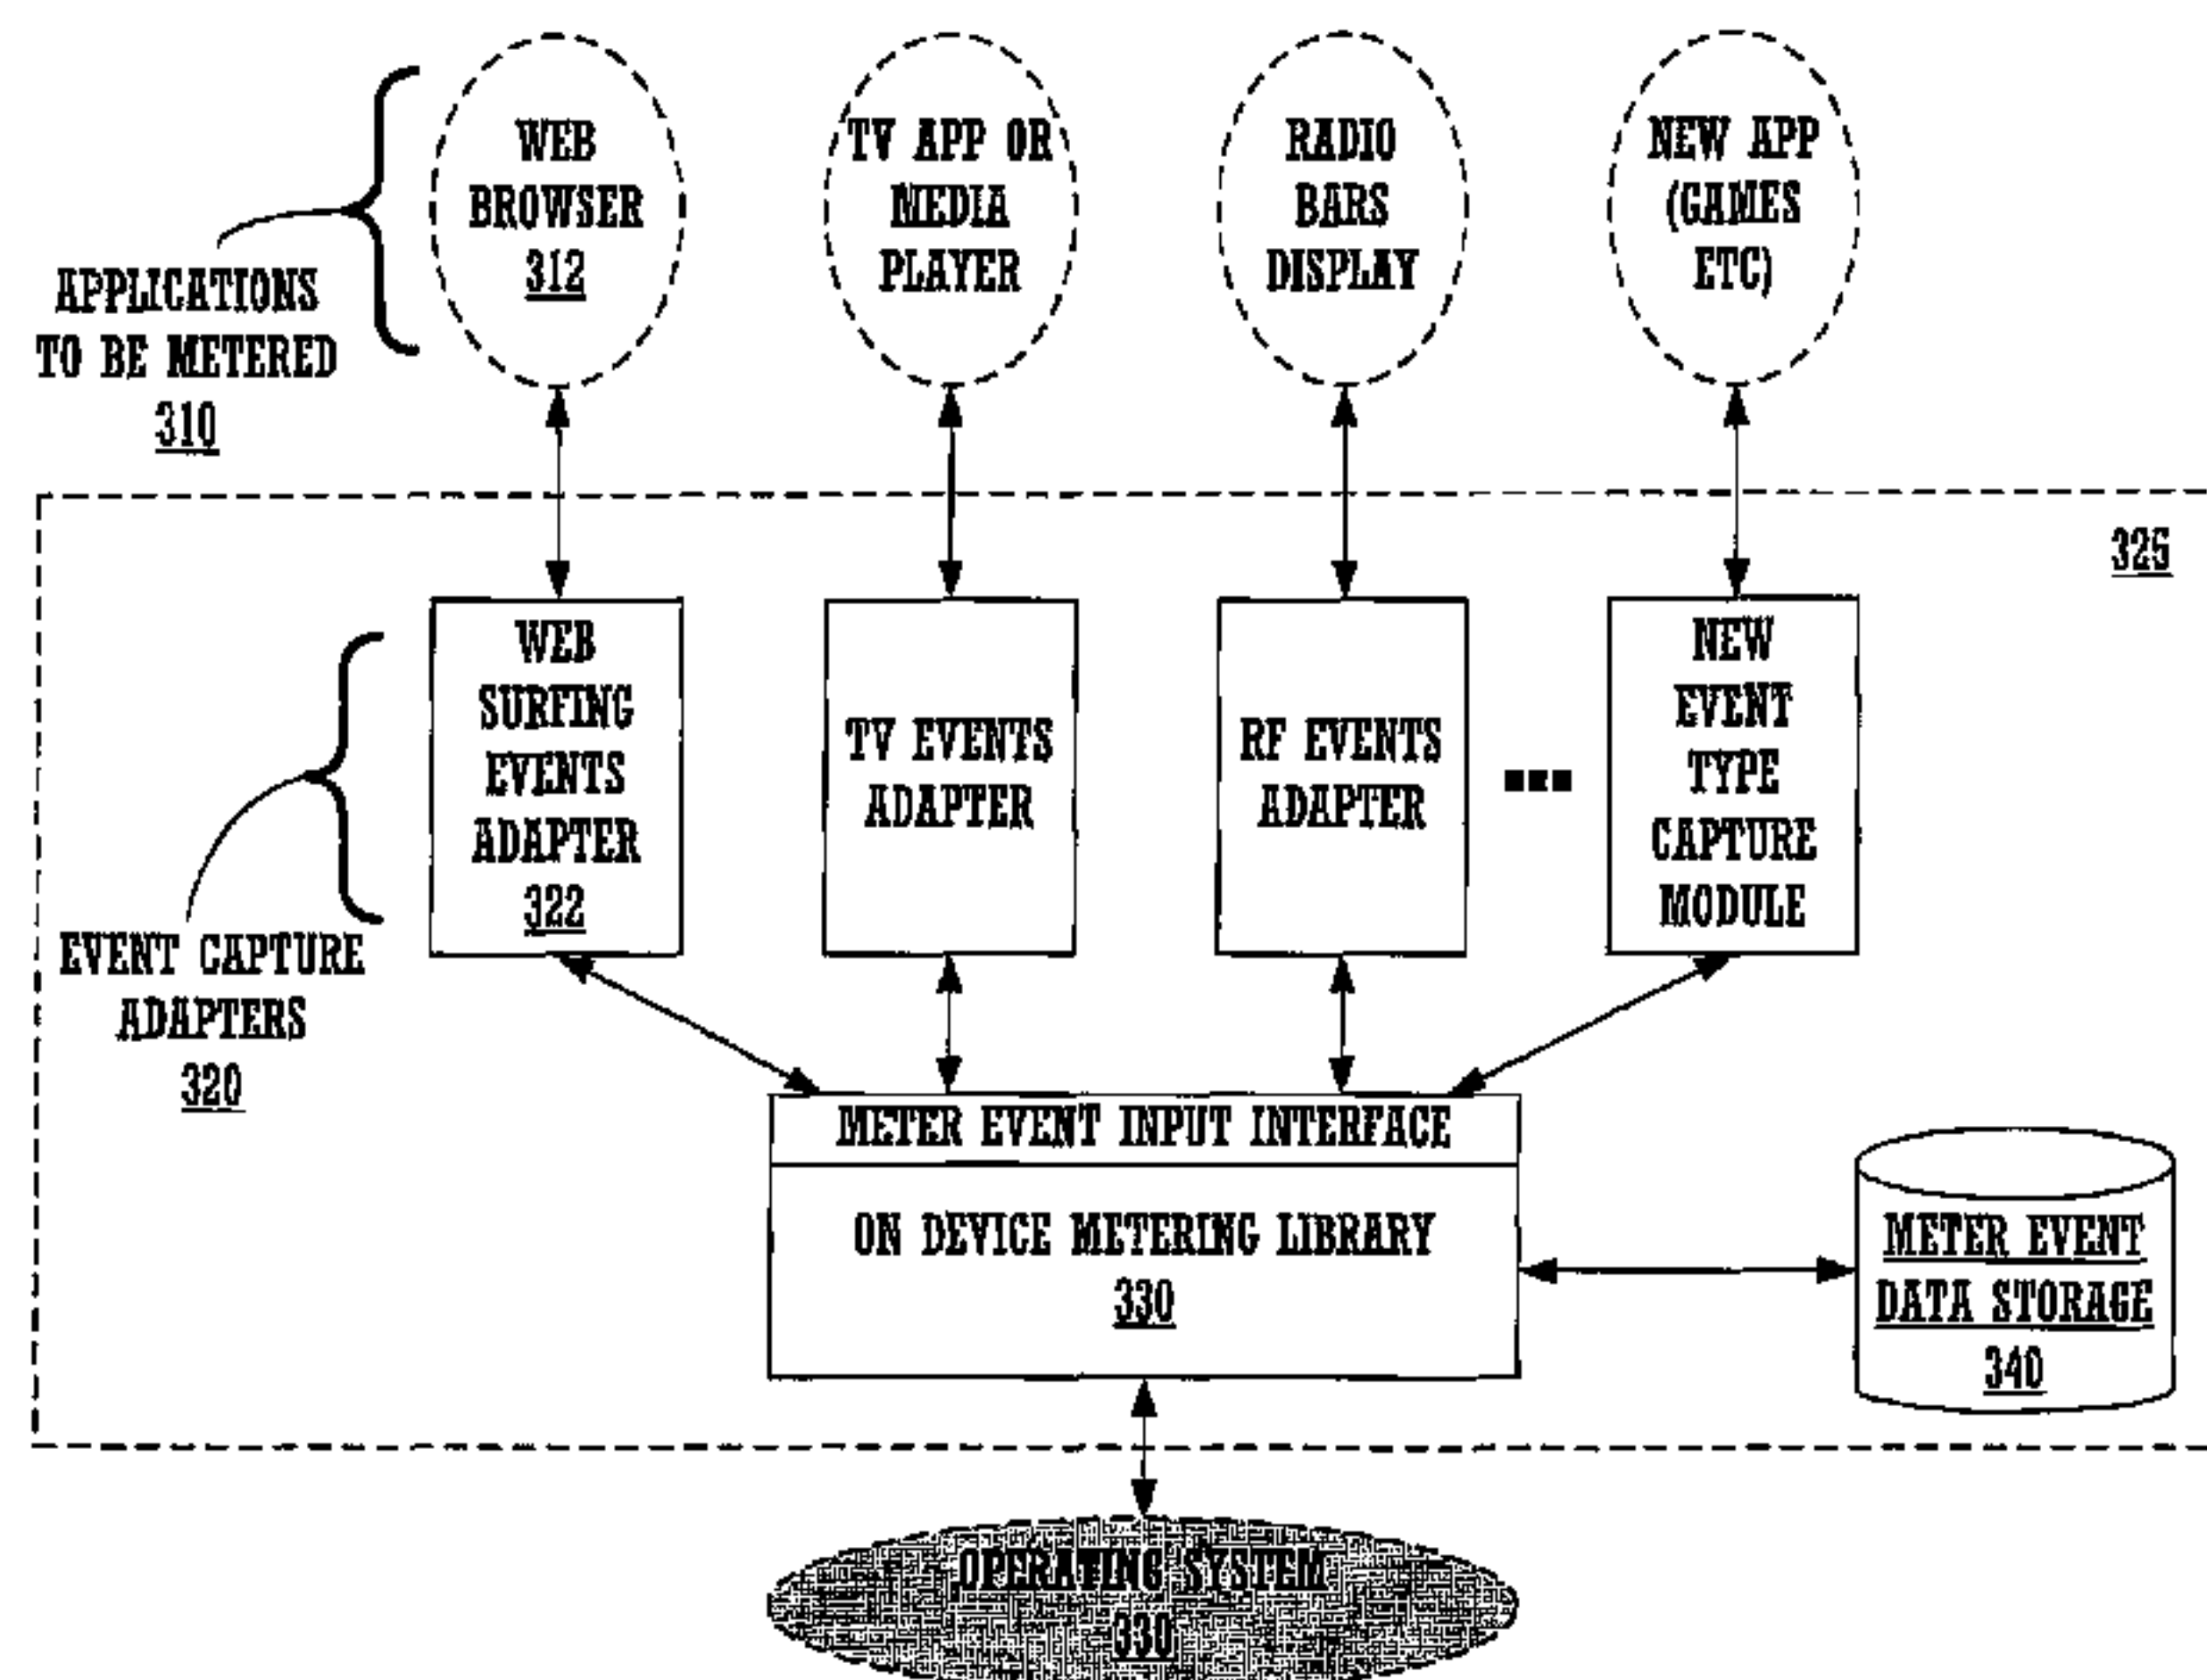 WEB
BROWSER
312
TV APP OR
MEDIA
PLAYER
RADIO
BARS
DISPLAY
NEW APP
(GAMES
ETC)
APPLICATIONS
TO BE METERED
310
325
WEB
SURFING
EVENTS
ADAPTER
322
TV EVENTS
ADAPTER
RF EVENTS
ADAPTER
NEW
EVENT
TYPE
CAPTURE
MODULE
EVENT CAPTURE
ADAPTERS
320
METER EVENT INPUT INTERFACE
ON DEVICE METERING LIBRARY
330
METER EVENT
DATA STORAGE
340
OPERATING SYSTEM
330